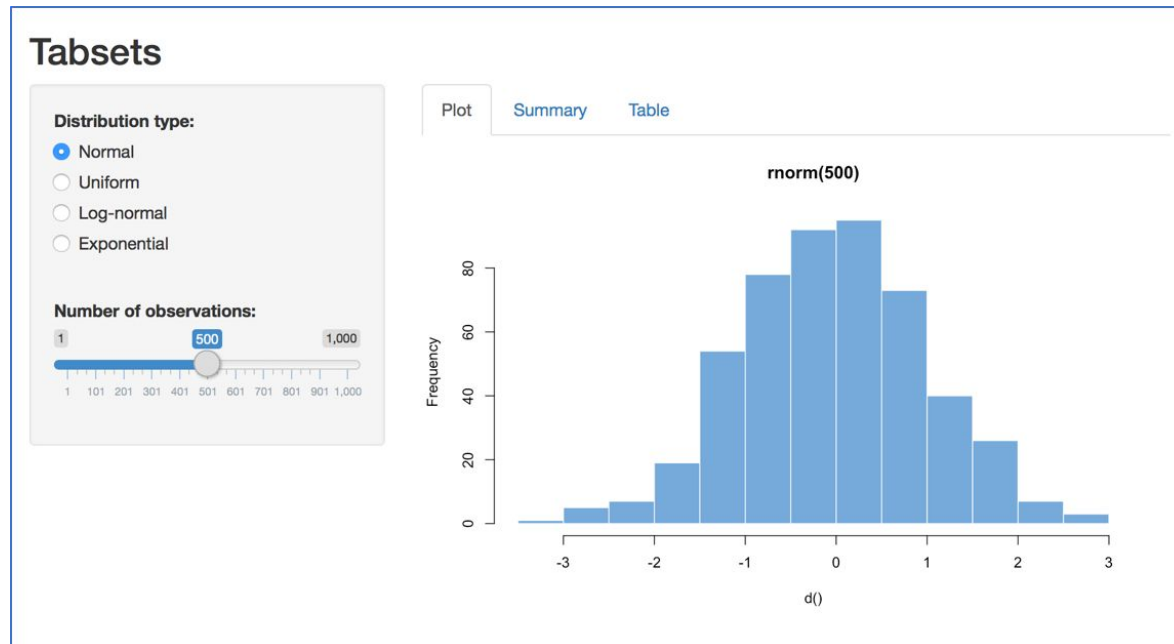 Tabsets
Distribution type:
Normal
Uniform
Log-normal
Exponential
Number of observations:
1 500 1,000
1 101 201 301 401 501 601 701 801 901 1,000
Plot Summary Table
rnorm(500)
Frequency
80
60
40
20
0
-3 -2 -1 0 1 2 3
d()